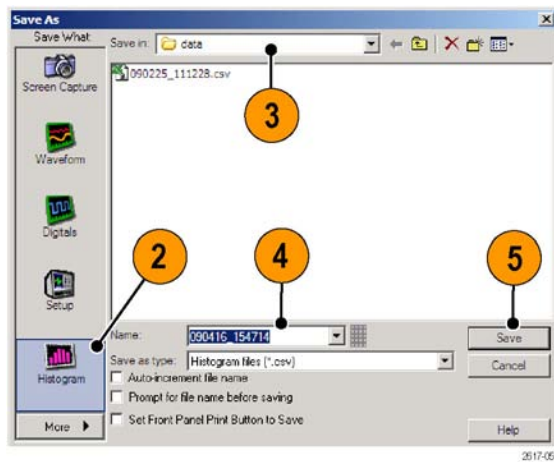 Save As
Save What:
Save in: data
Screen Capture
090225_111228.csv
3
Waveform
Digitals
2
4
5
Setup
Name: 090416_154714
Save
Save as type: Histogram files (*.csv)
Cancel
Histogram
Auto-increment file name
Prompt for file name before saving
Set Front Panel Print Button to Save
More
Help